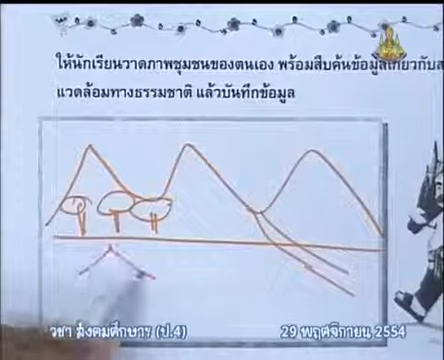 ให้นักเรียนวาดภาพชุมชนของตนเอง พร้อมสืบค้นข้อมูลเกี่ยวกับส
แวดล้อมทางธรรมชาติ แล้วบันทึกข้อมูล
วิชา สังคมศึกษาฯ (ป.4)
29 พฤศจิกายน 2554